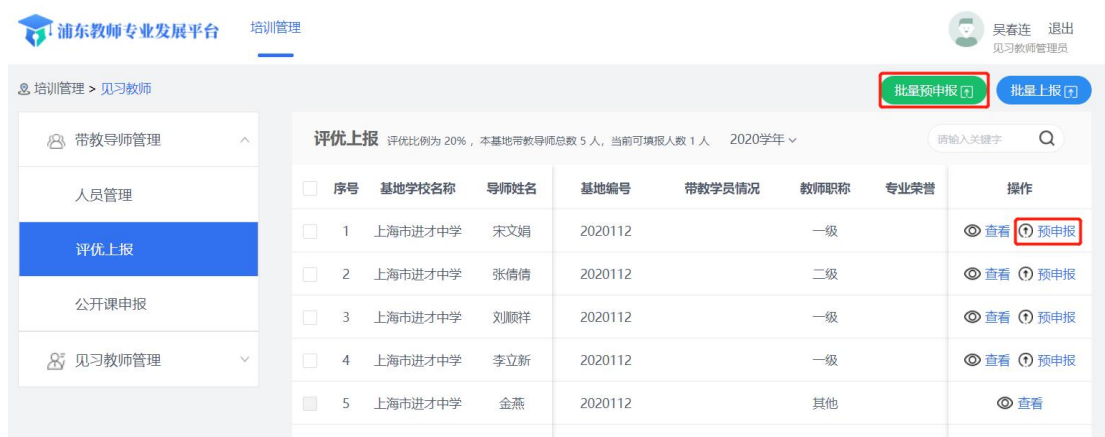 浦东教师专业发展平台
培训管理
吴春连 退出
见习教师管理员
培训管理 > 见习教师
批量预申报
批量上报
带教导师管理
评优上报 评优比例为 20% ，本基地带教导师总数 5 人，当前可填报人数 1 人 2020学年
请输入关键字
人员管理
评优上报
公开课申报
见习教师管理
序号 基地学校名称 导师姓名 基地编号 带教学员情况 教师职称 专业荣誉 操作
1 上海市进才中学 宋文娟 2020112 一级 查看 预申报
2 上海市进才中学 张倩倩 2020112 二级 查看 预申报
3 上海市进才中学 刘顺祥 2020112 一级 查看 预申报
4 上海市进才中学 李立新 2020112 一级 查看 预申报
5 上海市进才中学 金燕 2020112 其他 查看